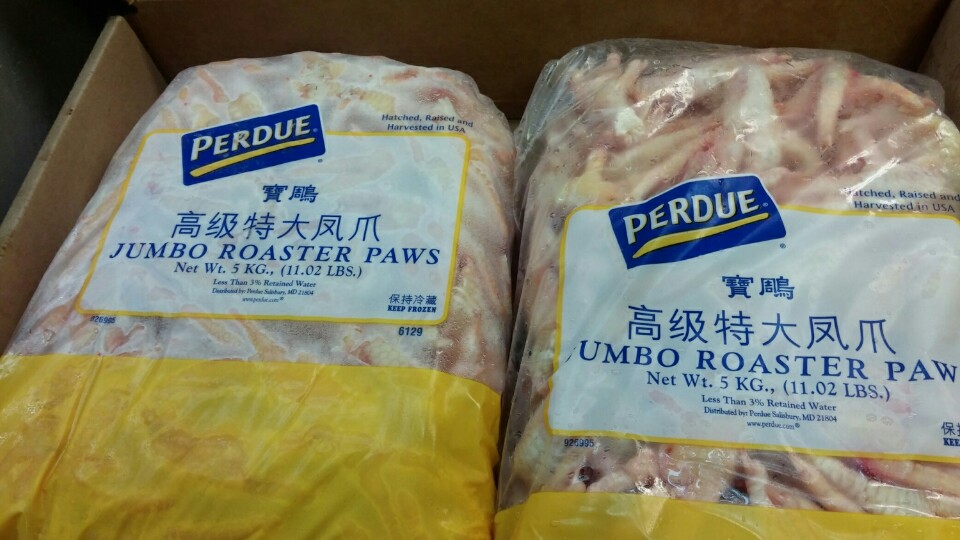 PERDUE
Hatched, Raised and
Harvested in USA
寶鵰
高级特大凤爪
JUMBO ROASTER PAWS
Net Wt. 5 KG., (11.02 LBS.)
Less Than 3% Retained Water
Distributed by: Perdue Salisbury, MD 21804
www.perdue.com®
保持冷藏
KEEP FROZEN
926995
6129
PERDUE
atched, Raised and
Harvested in USA
寶鵰
高级特大凤爪
JUMBO ROASTER PAW
Net Wt. 5 KG., (11.02 LBS.)
Less Than 3% Retained Water
Distributed by: Perdue Salisbury, MD 21804
www.perdue.com®
保持
KEE
926995